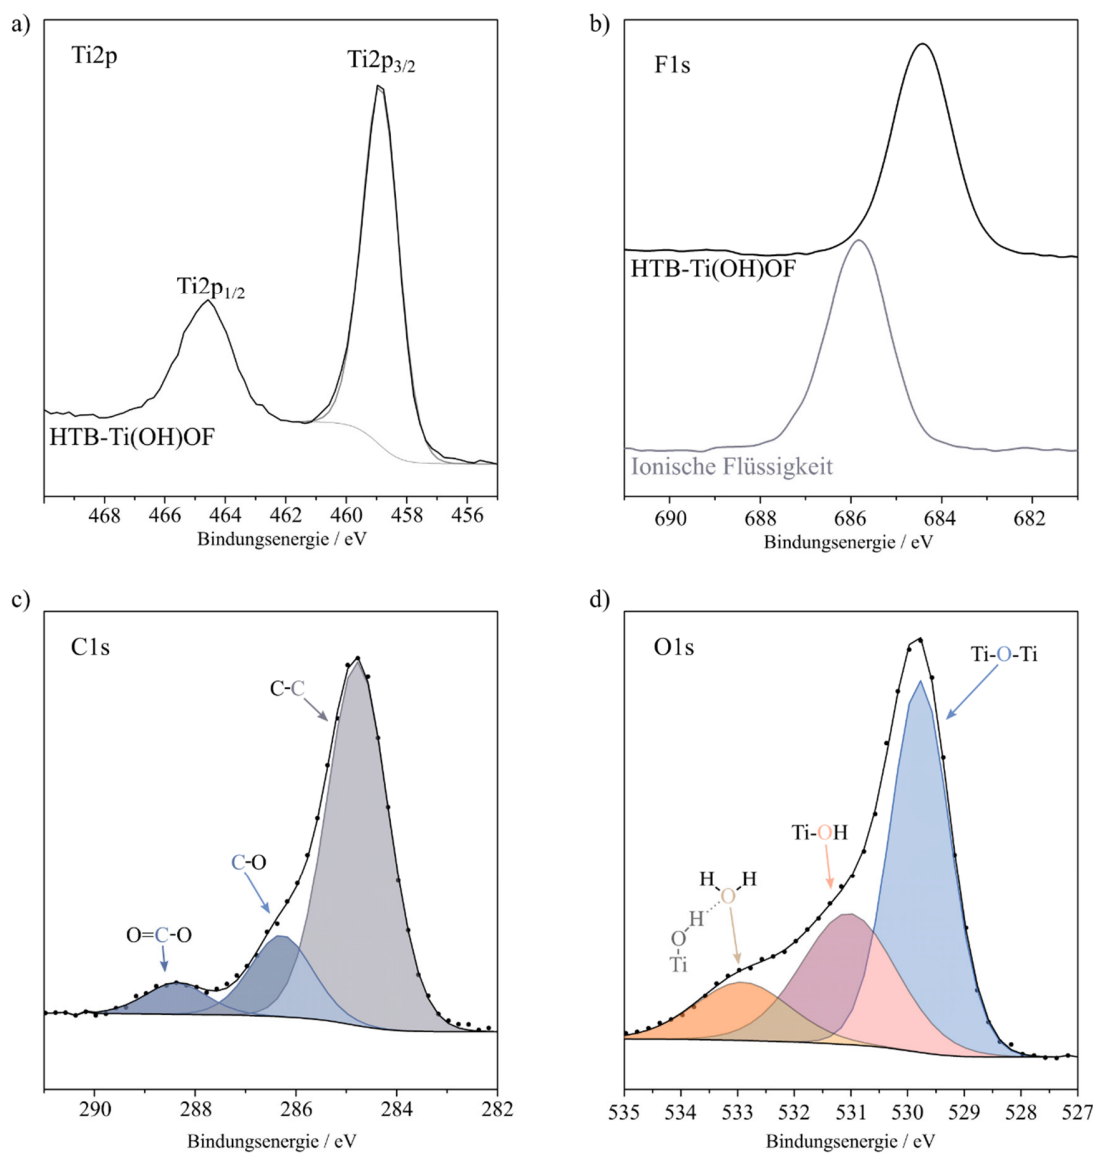 a)
Ti2p
Ti2p3/2
Ti2p1/2
HTB-Ti(OH)OF
468 466 464 462 460 458 456
Bindungsenergie / eV
b)
F1s
HTB-Ti(OH)OF
Ionische Flüssigkeit
690 688 686 684 682
Bindungsenergie / eV
c)
C1s
C-C
C-O
O=C-O
290 288 286 284 282
Bindungsenergie / eV
d)
O1s
Ti-O-Ti
Ti-OH
H H
O
H
O
Ti
535 534 533 532 531 530 529 528 527
Bindungsenergie / eV